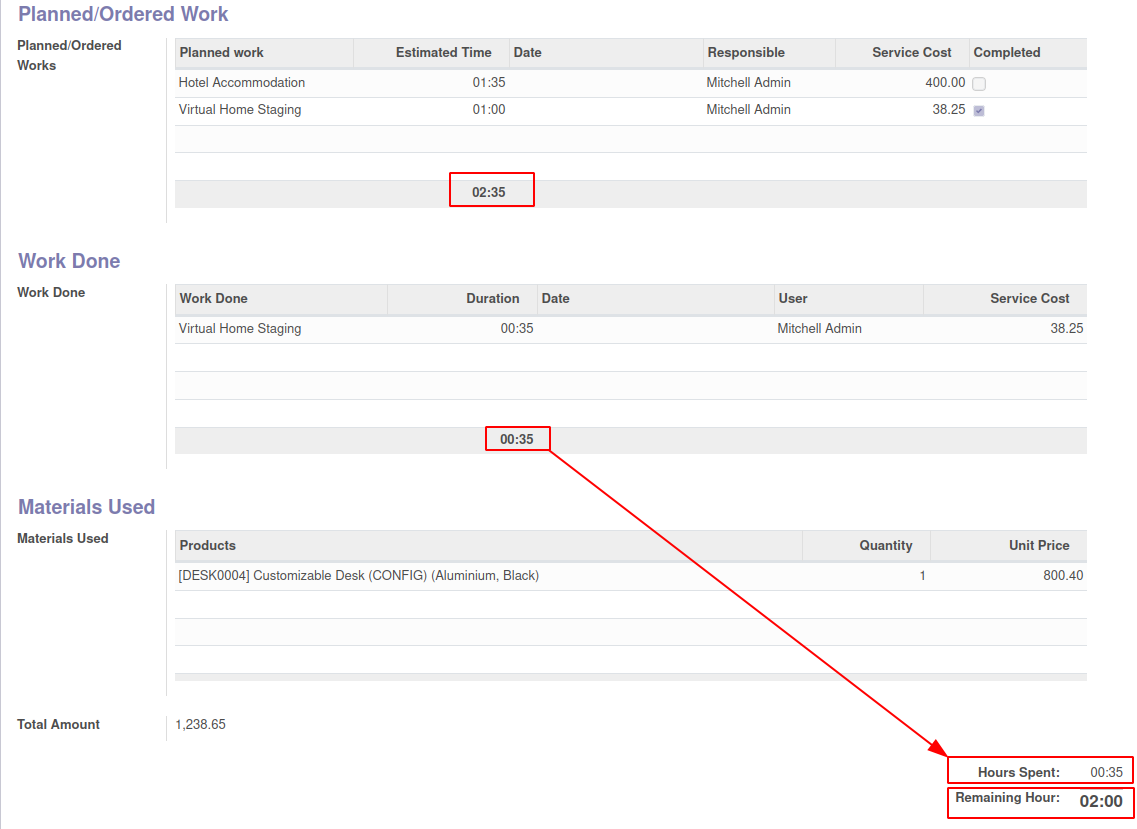 Planned/Ordered Work
Planned/Ordered Works
Planned work Estimated Time Date Responsible Service Cost Completed
Hotel Accommodation 01:35 Mitchell Admin 400.00
Virtual Home Staging 01:00 Mitchell Admin 38.25
02:35
Work Done
Work Done
Work Done Duration Date User Service Cost
Virtual Home Staging 00:35 Mitchell Admin 38.25
00:35
Materials Used
Materials Used
Products Quantity Unit Price
[DESK0004] Customizable Desk (CONFIG) (Aluminium, Black) 1 800.40
Total Amount 1,238.65
Hours Spent: 00:35
Remaining Hour: 02:00